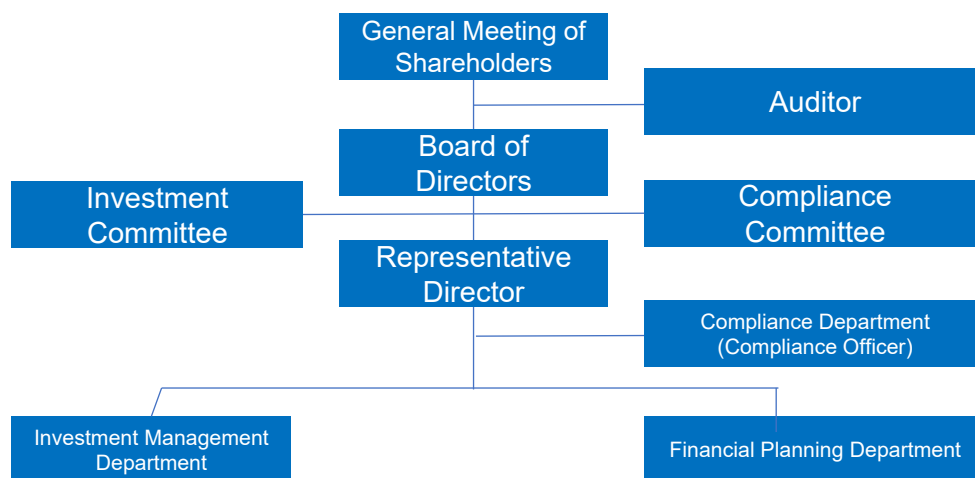 General Meeting of
Shareholders
Auditor
Board of
Directors
Investment
Committee
Compliance
Committee
Representative
Director
Compliance Department
(Compliance Officer)
Investment Management
Department
Financial Planning Department